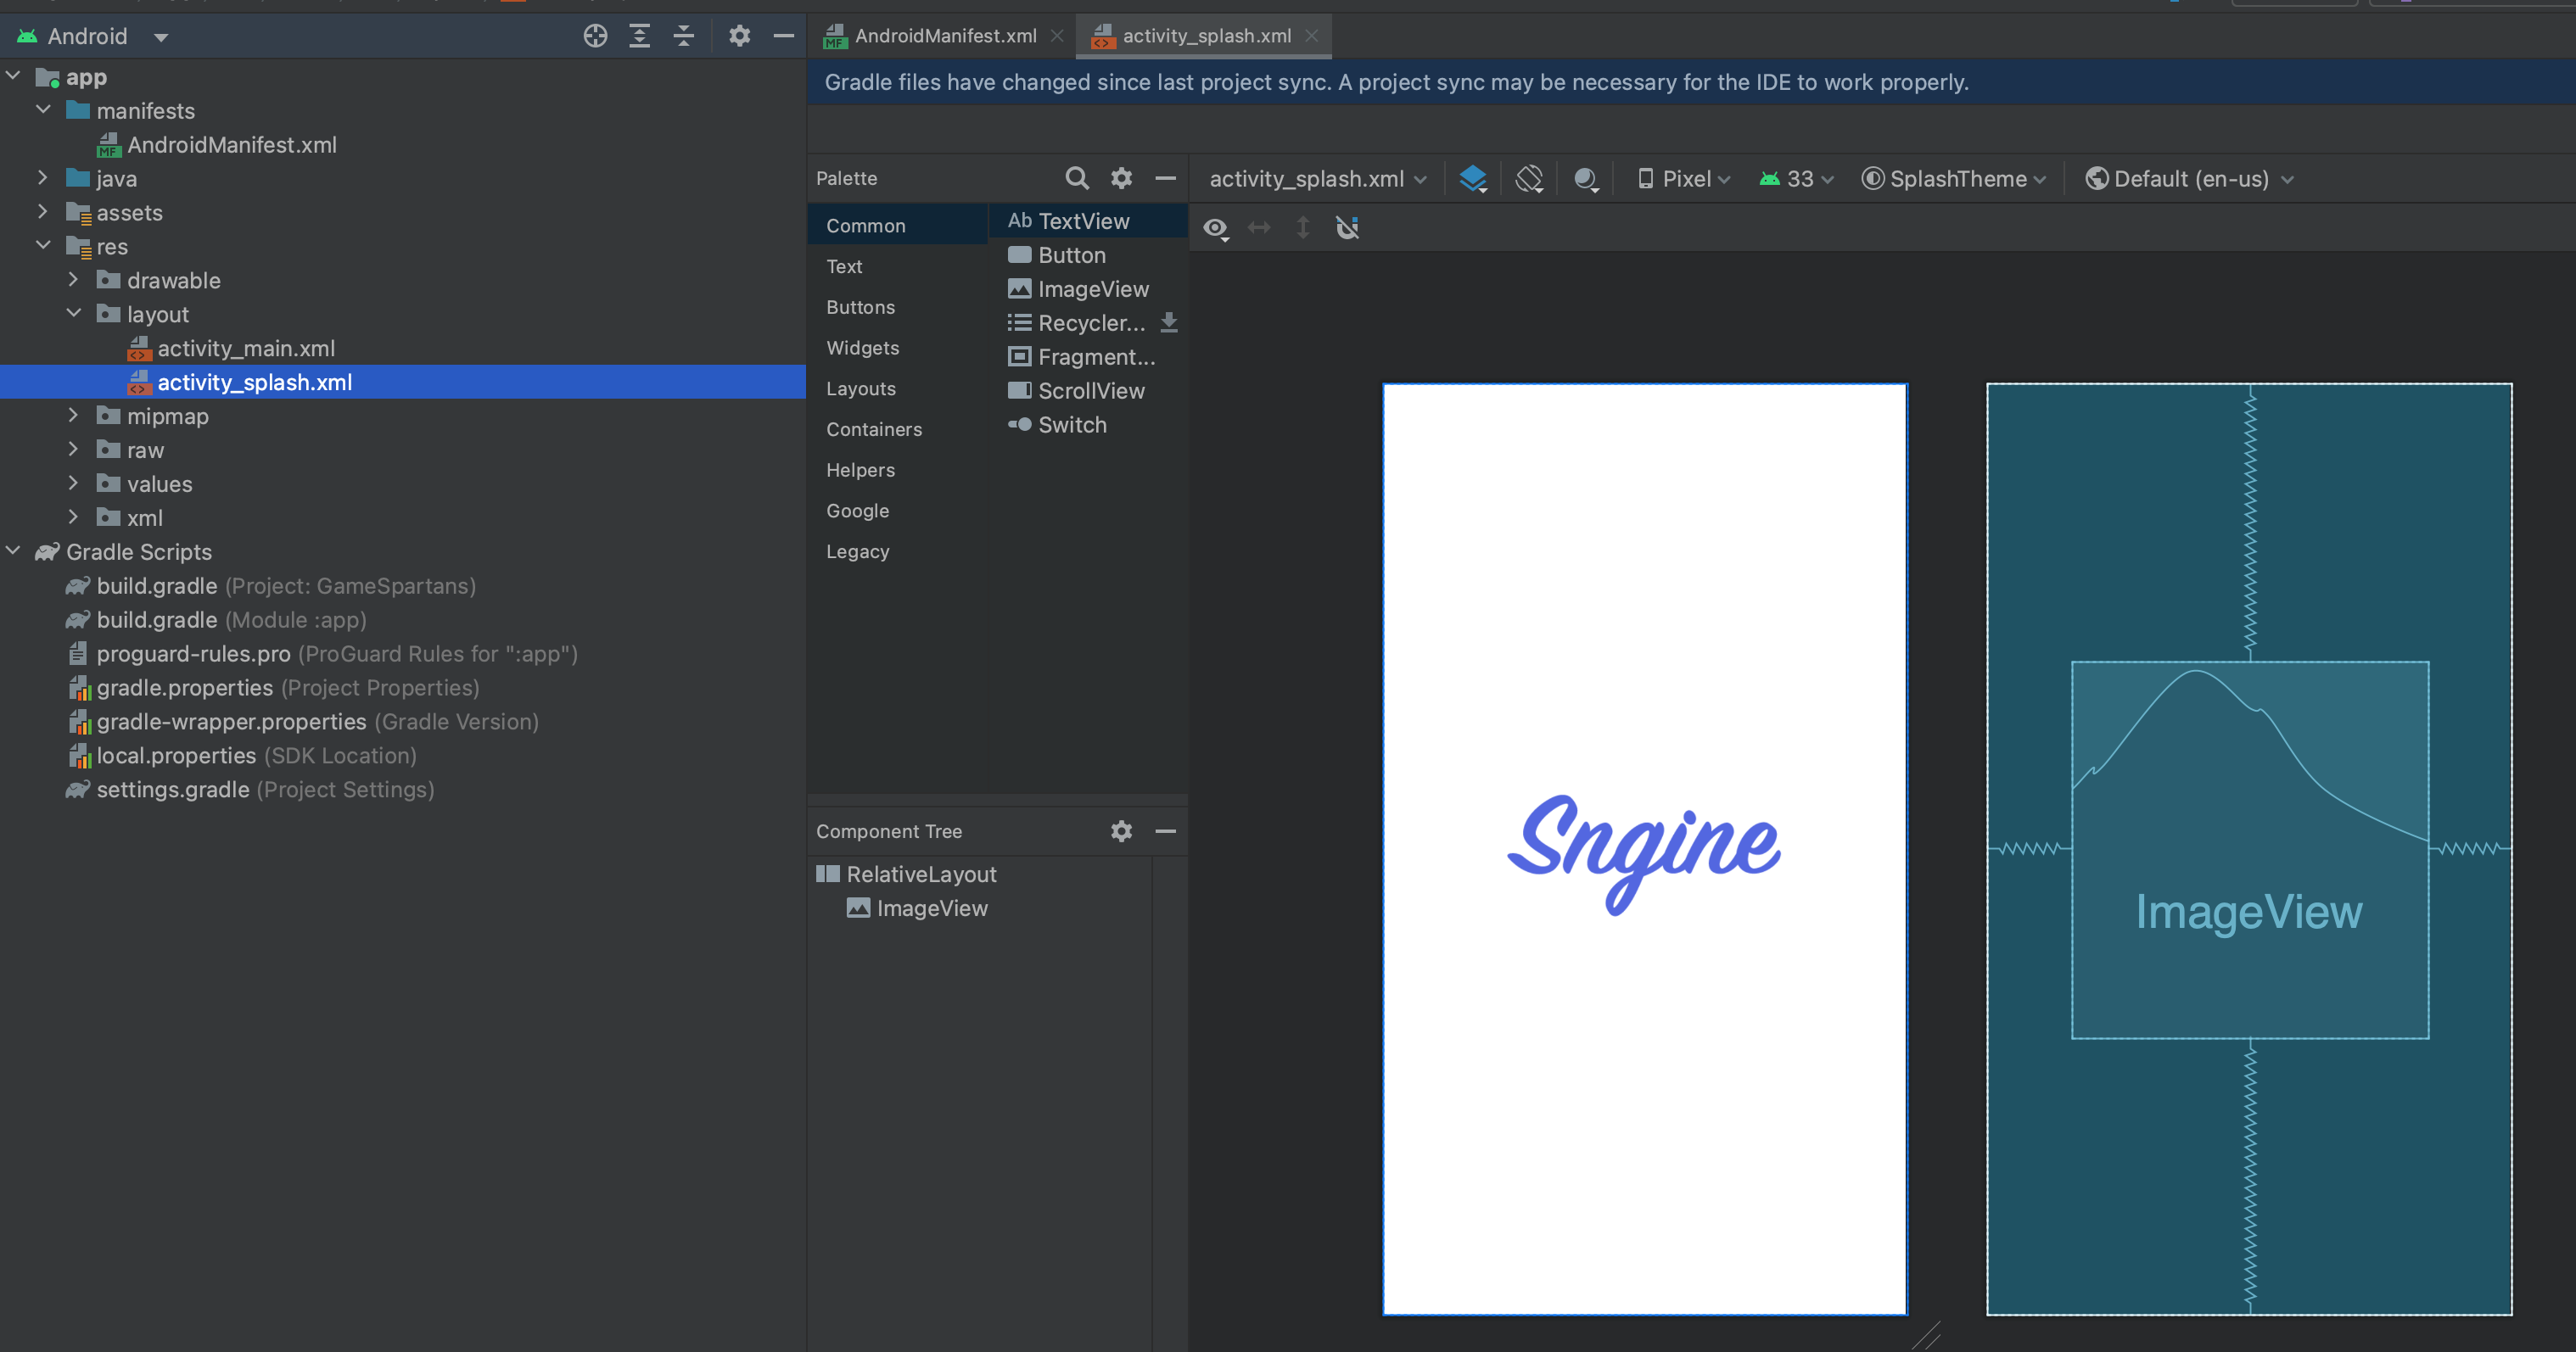 Android
app
manifests
AndroidManifest.xml
java
assets
res
drawable
layout
activity_main.xml
activity_splash.xml
mipmap
raw
values
xml
Gradle Scripts
build.gradle (Project: GameSpartans)
build.gradle (Module :app)
proguard-rules.pro (ProGuard Rules for ":app")
gradle.properties (Project Properties)
gradle-wrapper.properties (Gradle Version)
local.properties (SDK Location)
settings.gradle (Project Settings)
AndroidManifest.xml
activity_splash.xml
Gradle files have changed since last project sync. A project sync may be necessary for the IDE to work properly.
Palette
Common
Text
Buttons
Widgets
Layouts
Containers
Helpers
Google
Legacy
Ab TextView
Button
ImageView
Recycler...
Fragment...
ScrollView
Switch
Component Tree
RelativeLayout
ImageView
activity_splash.xml
Pixel
33
SplashTheme
Default (en-us)
Sngine
ImageView